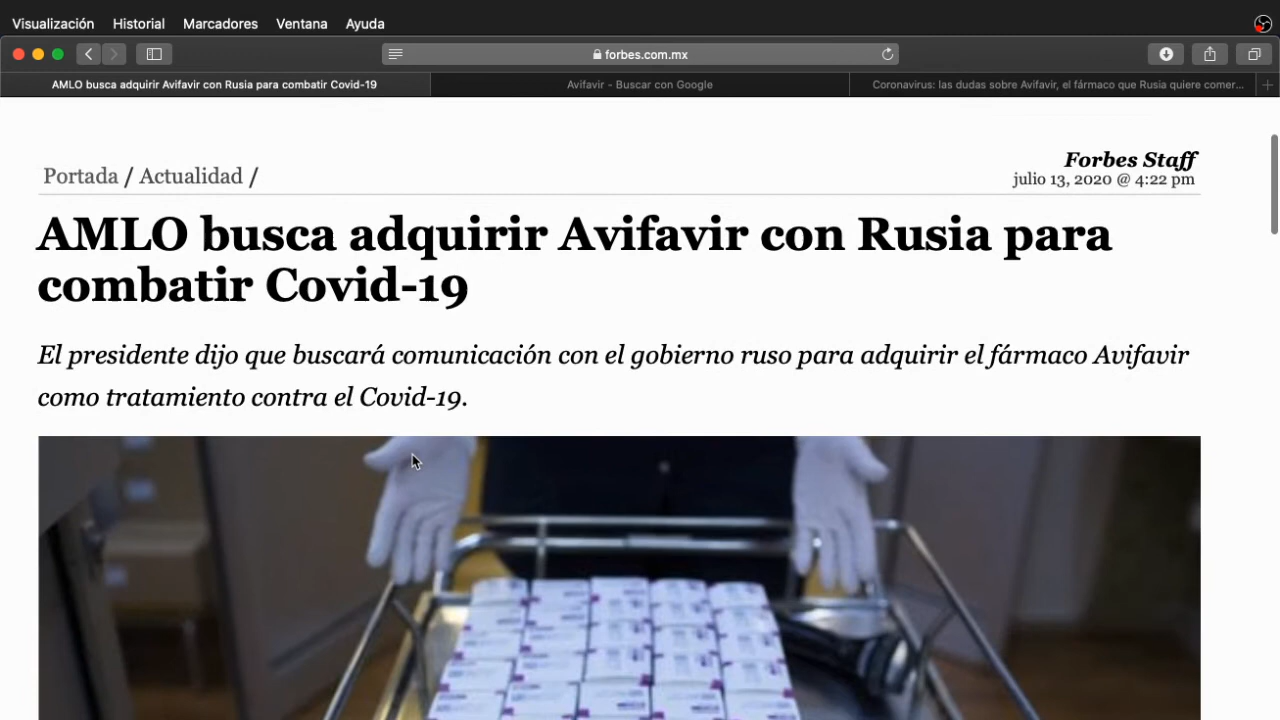 Visualización Historial Marcadores Ventana Ayuda
forbes.com.mx
AMLO busca adquirir Avifavir con Rusia para combatir Covid-19
Avifavir - Buscar con Google
Coronavirus: las dudas sobre Avifavir, el fármaco que Rusia quiere comer...
Forbes Staff
Portada / Actualidad /
julio 13, 2020 @ 4:22 pm
AMLO busca adquirir Avifavir con Rusia para
combatir Covid-19
El presidente dijo que buscará comunicación con el gobierno ruso para adquirir el fármaco Avifavir
como tratamiento contra el Covid-19.